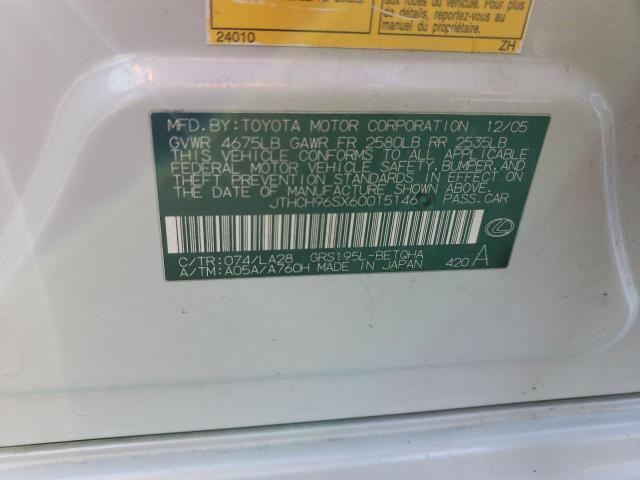 aux roues du véhicule. Pour plus
de détails, reportez-vous au
manuel du propriétaire.
24010 ZH
MFD.BY: TOYOTA MOTOR CORPORATION 12/05
GVWR 4675LB GAWR FR 2580LB RR 2535LB
THIS VEHICLE CONFORMS TO ALL APPLICABLE
FEDERAL MOTOR VEHICLE SAFETY, BUMPER, AND
THEFT PREVENTION STANDARDS IN EFFECT ON
THE DATE OF MANUFACTURE SHOWN ABOVE.
JTHCH96SX60015146 PASS.CAR
C/TR: 074/LA28 GRS195L-BETQHA
A/TM: A05A/A760H MADE IN JAPAN 420 A